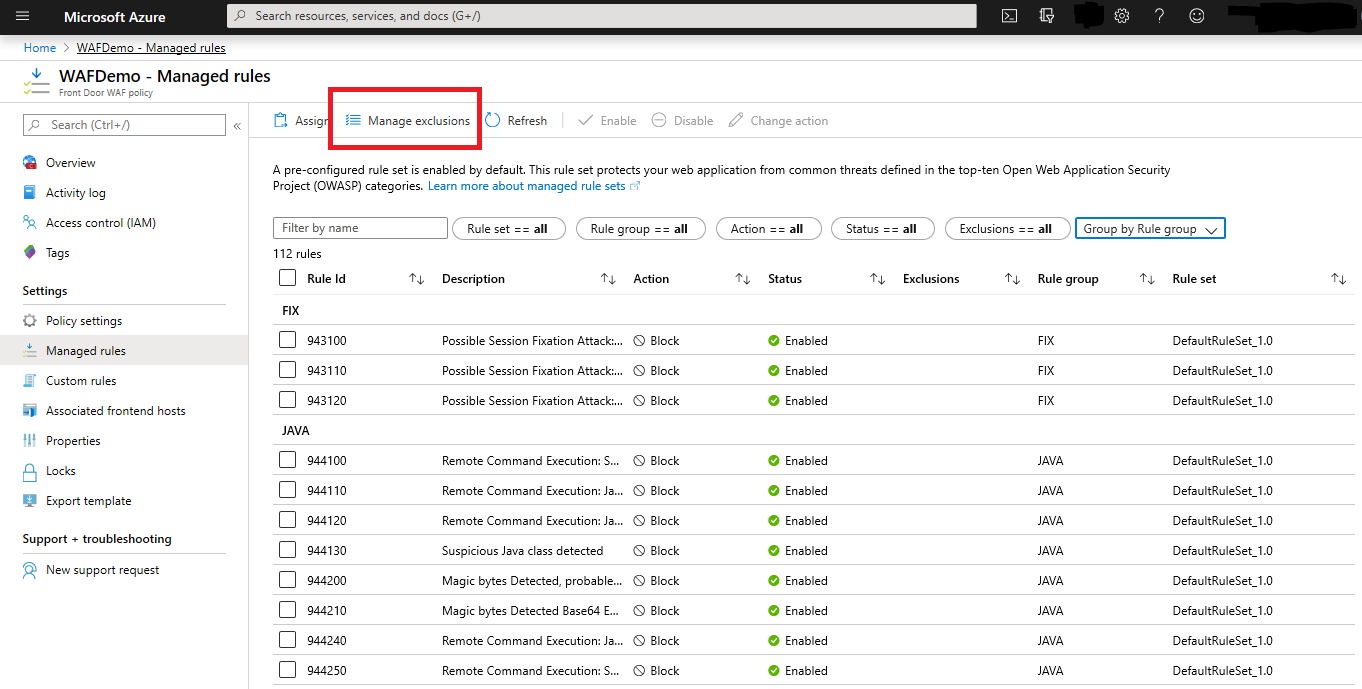 Microsoft Azure
Search resources, services, and docs (G+/)
Home > WAFDemo - Managed rules
WAFDemo - Managed rules
Front Door WAF policy
Search (Ctrl+/)
«
Overview
Activity log
Access control (IAM)
Tags
Settings
Policy settings
Managed rules
Custom rules
Associated frontend hosts
Properties
Locks
Export template
Support + troubleshooting
New support request
Assign Manage exclusions Refresh Enable Disable Change action
A pre-configured rule set is enabled by default. This rule set protects your web application from common threats defined in the top-ten Open Web Application Security
Project (OWASP) categories. Learn more about managed rule sets
Filter by name Rule set == all Rule group == all Action == all Status == all Exclusions == all Group by Rule group
112 rules
Rule Id Description Action Status Exclusions Rule group Rule set
FIX
943100 Possible Session Fixation Attack:... Block Enabled FIX DefaultRuleSet_1.0
943110 Possible Session Fixation Attack:... Block Enabled FIX DefaultRuleSet_1.0
943120 Possible Session Fixation Attack:... Block Enabled FIX DefaultRuleSet_1.0
JAVA
944100 Remote Command Execution: S... Block Enabled JAVA DefaultRuleSet_1.0
944110 Remote Command Execution: Ja... Block Enabled JAVA DefaultRuleSet_1.0
944120 Remote Command Execution: Ja... Block Enabled JAVA DefaultRuleSet_1.0
944130 Suspicious Java class detected Block Enabled JAVA DefaultRuleSet_1.0
944200 Magic bytes Detected, probable... Block Enabled JAVA DefaultRuleSet_1.0
944210 Magic bytes Detected Base64 E... Block Enabled JAVA DefaultRuleSet_1.0
944240 Remote Command Execution: Ja... Block Enabled JAVA DefaultRuleSet_1.0
944250 Remote Command Execution: S... Block Enabled JAVA DefaultRuleSet_1.0